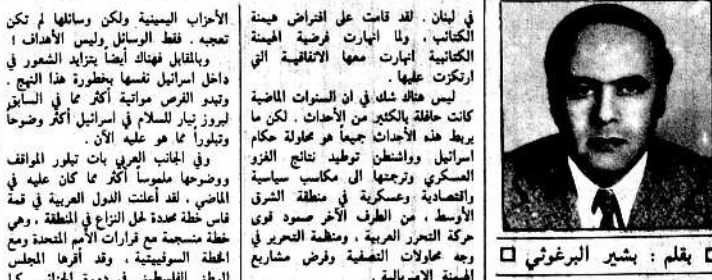 في لبنان . لقد قامت على افتراض هيمنة
الكتائب ، ولما انهارت فرضية الهيمنة
الكتائبية انهارت معها الاتفاقية التي
ارتكزت عليها .
ليس هناك شك في ان السنوات الماضية
كانت حافلة بالكثير من الأحداث . لكن ما
يربط هذه الأحداث جميعاً هو محاولة حكام
اسرائيل وواشنطن توطيد نتائج الغزو
العسكري وترجمتها الى مكاسب سياسية
واقتصادية وعسكرية في منطقة الشرق
الأوسط ، من الطرف الآخر صمود قوى
حركة التحرر العربية ، ومنظمة التحرير في
وجه محاولات التصفية وفرض مشاريع
الهيمنة الامبريالية .
الأحزاب اليمينية ولكن وسائلها لم تكن
تعجبه . فقط الوسائل وليس الأهداف !
وبالمقابل فهناك أيضاً يتزايد الشعور في
داخل اسرائيل نفسها بخطورة هذا النهج .
وتبدو الفرص مواتية أكثر مما في السابق
لبروز تيار للسلام في اسرائيل أكثر وضوحاً
وتبلوراً مما هو عليه الآن .
وفي الجانب العربي بات تبلور المواقف
ووضوحها ملموساً أكثر مما كان عليه في
الماضي . لقد أعلنت الدول العربية في قمة
فاس خطة محددة لحل النزاع في المنطقة ، وهي
خطة منسجمة مع قرارات الأمم المتحدة ومع
الخطة السوفييتية ، وقد أقرها المجلس
الوطني الفلسطيني في دورة الجزائر . كما
□ بقلم : بشير البرغوثي □